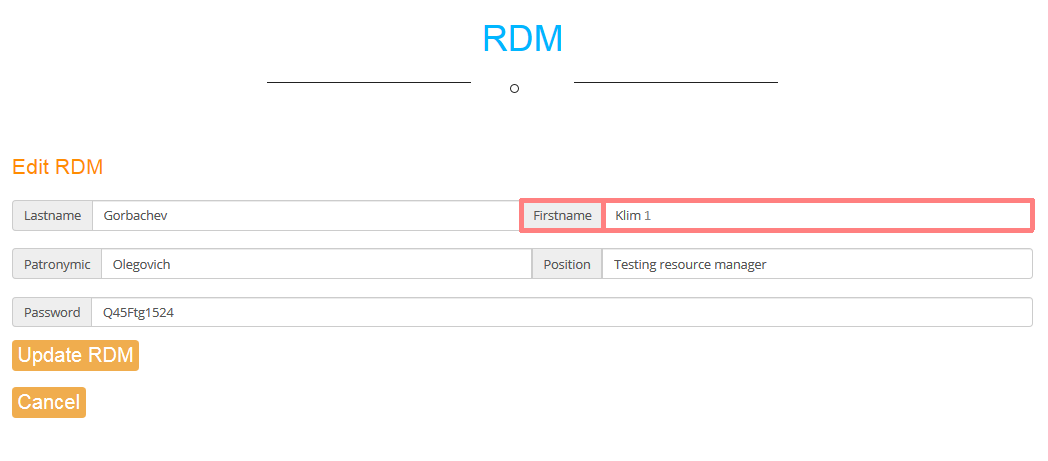 RDM
Edit RDM
Lastname Gorbachev Firstname Klim 1
Patronymic Olegovich Position Testing resource manager
Password Q45Ftg1524
Update RDM
Cancel